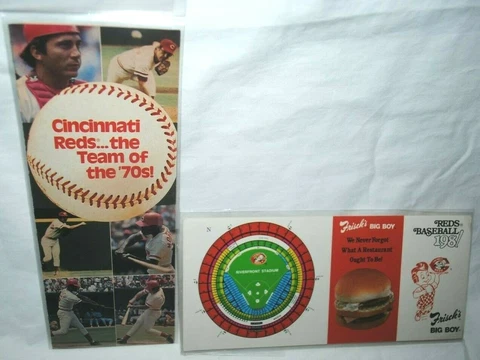 Cincinnati
Reds...the
Team of
the '70s!
RIVERFRONT STADIUM
Frisch's BIG BOY
We Never Forget
What A Restaurant
Ought To Be!
REDS
BASEBALL
1981
Frisch's
BIG BOY